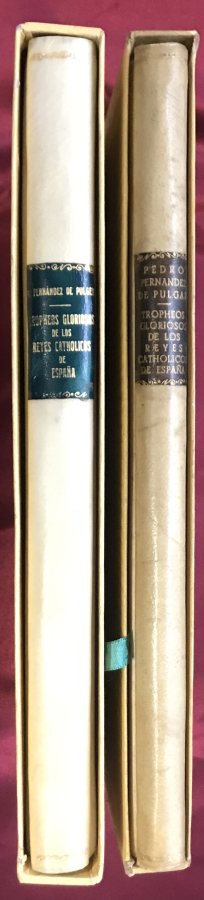 FERNÁNDEZ DE PULGAR
TROPHEOS GLORIOSOS
DE LOS
REYES CATHOLICOS
DE
ESPAÑA
PEDRO
FERNANDEZ
DE PULGAR
TROPHEOS
GLORIOSOS
DE LOS
REYES
CATHOLICOS
DE ESPAÑA